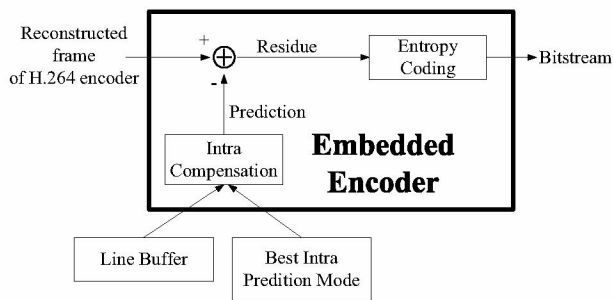 Reconstructed
frame
of H.264 encoder
+
-
Residue
Entropy
Coding
Bitstream
Prediction
Intra
Compensation
Embedded
Encoder
Line Buffer
Best Intra
Predition Mode